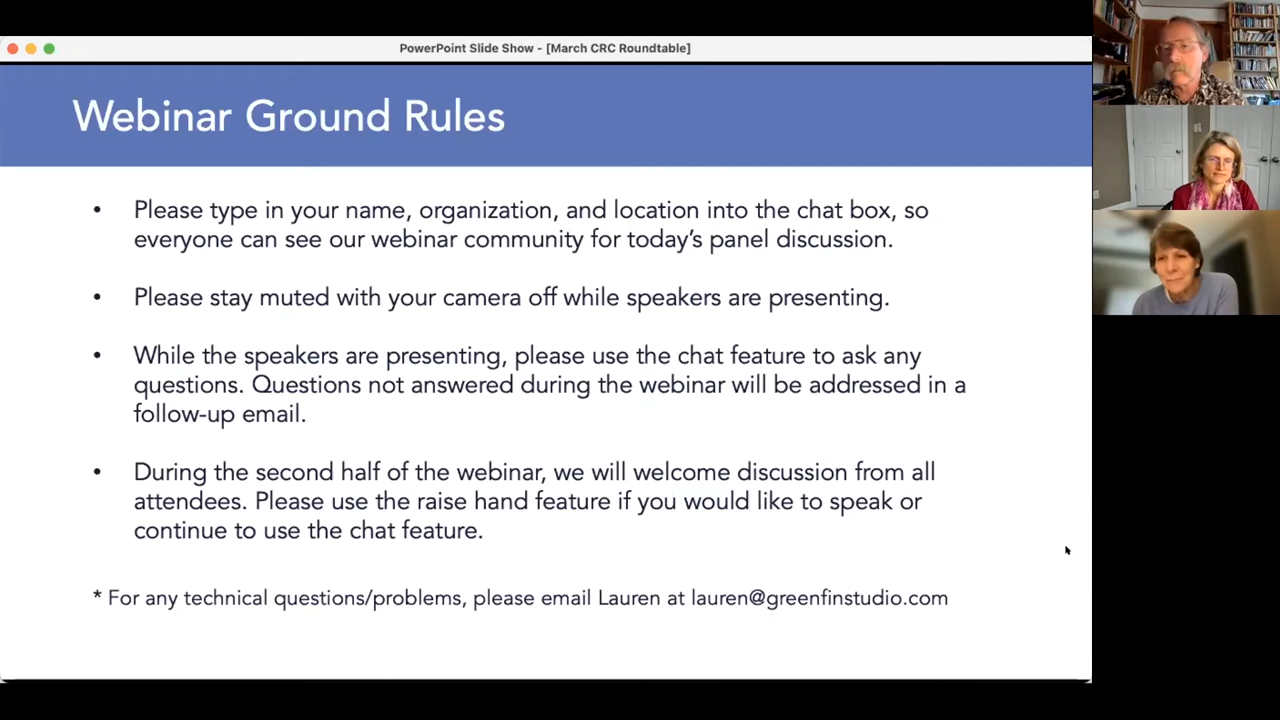 PowerPoint Slide Show - [March CRC Roundtable]
Webinar Ground Rules
• Please type in your name, organization, and location into the chat box, so
everyone can see our webinar community for today's panel discussion.
• Please stay muted with your camera off while speakers are presenting.
• While the speakers are presenting, please use the chat feature to ask any
questions. Questions not answered during the webinar will be addressed in a
follow-up email.
• During the second half of the webinar, we will welcome discussion from all
attendees. Please use the raise hand feature if you would like to speak or
continue to use the chat feature.
* For any technical questions/problems, please email Lauren at lauren@greenfinstudio.com